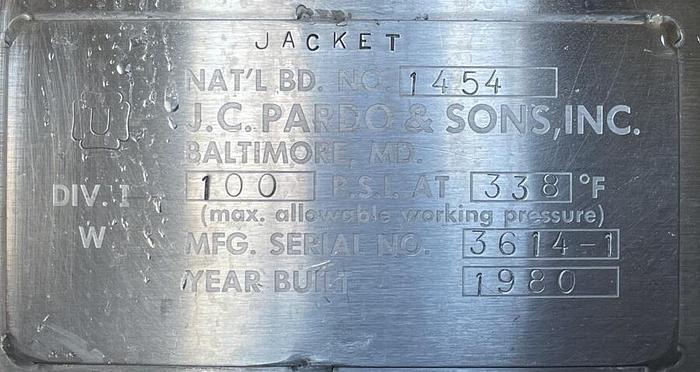 JACKET
NAT'L BD. NO. 1454
U
J.C. PARDO & SONS, INC.
BALTIMORE, MD.
DIV. I 100 P.S.I. AT 338 °F
(max. allowable working pressure)
W MFG. SERIAL NO. 3614-1
YEAR BUILT 1980